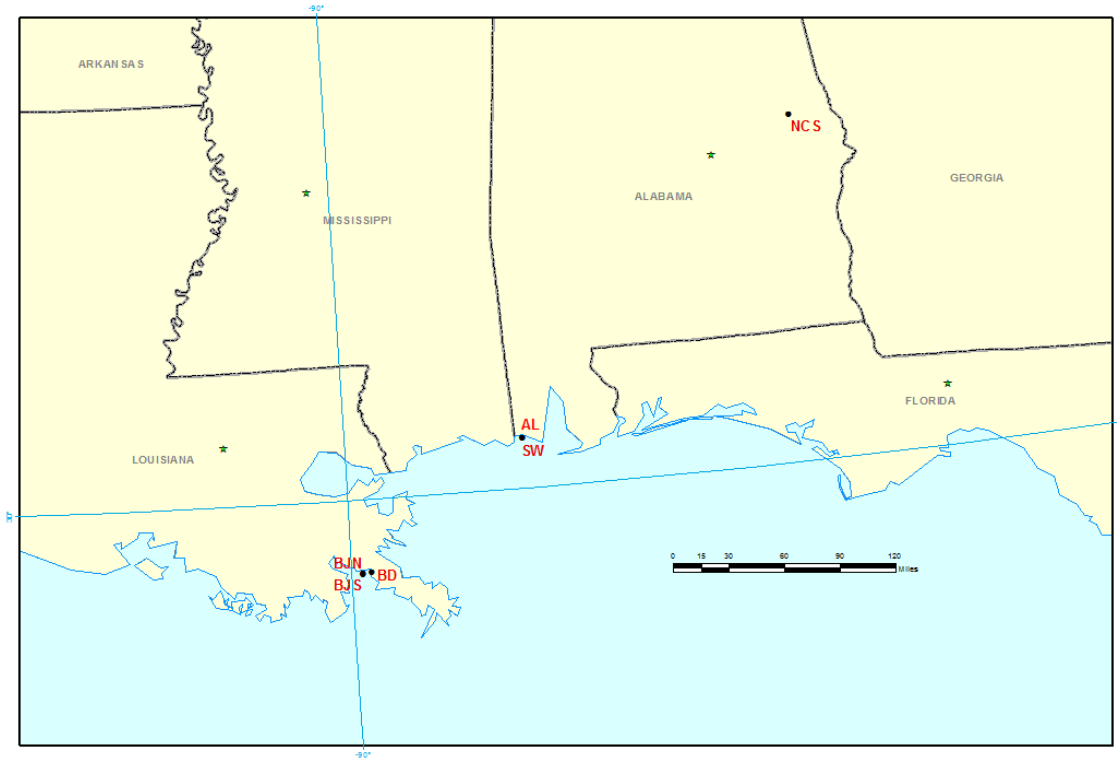 -90°
ARKANSAS
NCS
GEORGIA
ALABAMA
MISSISSIPPI
FLORIDA
AL
SW
LOUISIANA
30°
0 15 30 60 90 120
Miles
BJN
BD
BJS
-90°